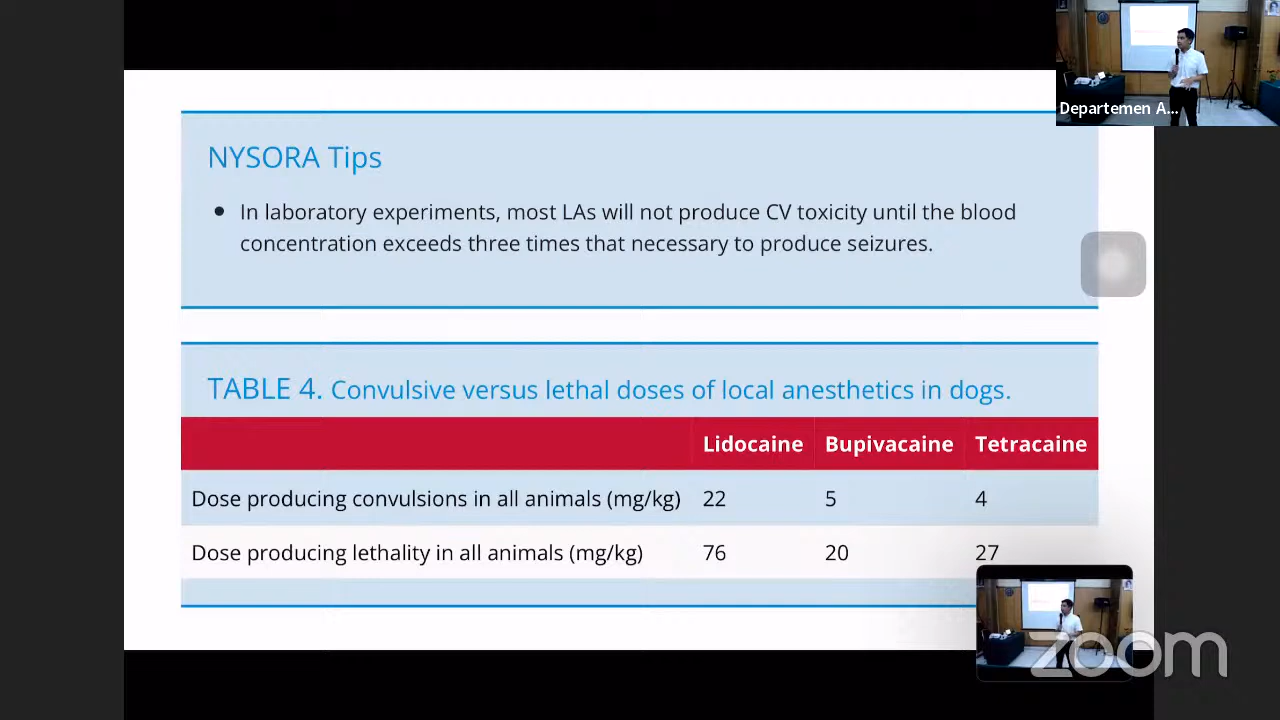 Departemen A...
NYSORA Tips
• In laboratory experiments, most LAs will not produce CV toxicity until the blood
concentration exceeds three times that necessary to produce seizures.
TABLE 4. Convulsive versus lethal doses of local anesthetics in dogs.
Lidocaine Bupivacaine Tetracaine
Dose producing convulsions in all animals (mg/kg) 22 5 4
Dose producing lethality in all animals (mg/kg) 76 20 27
zoom